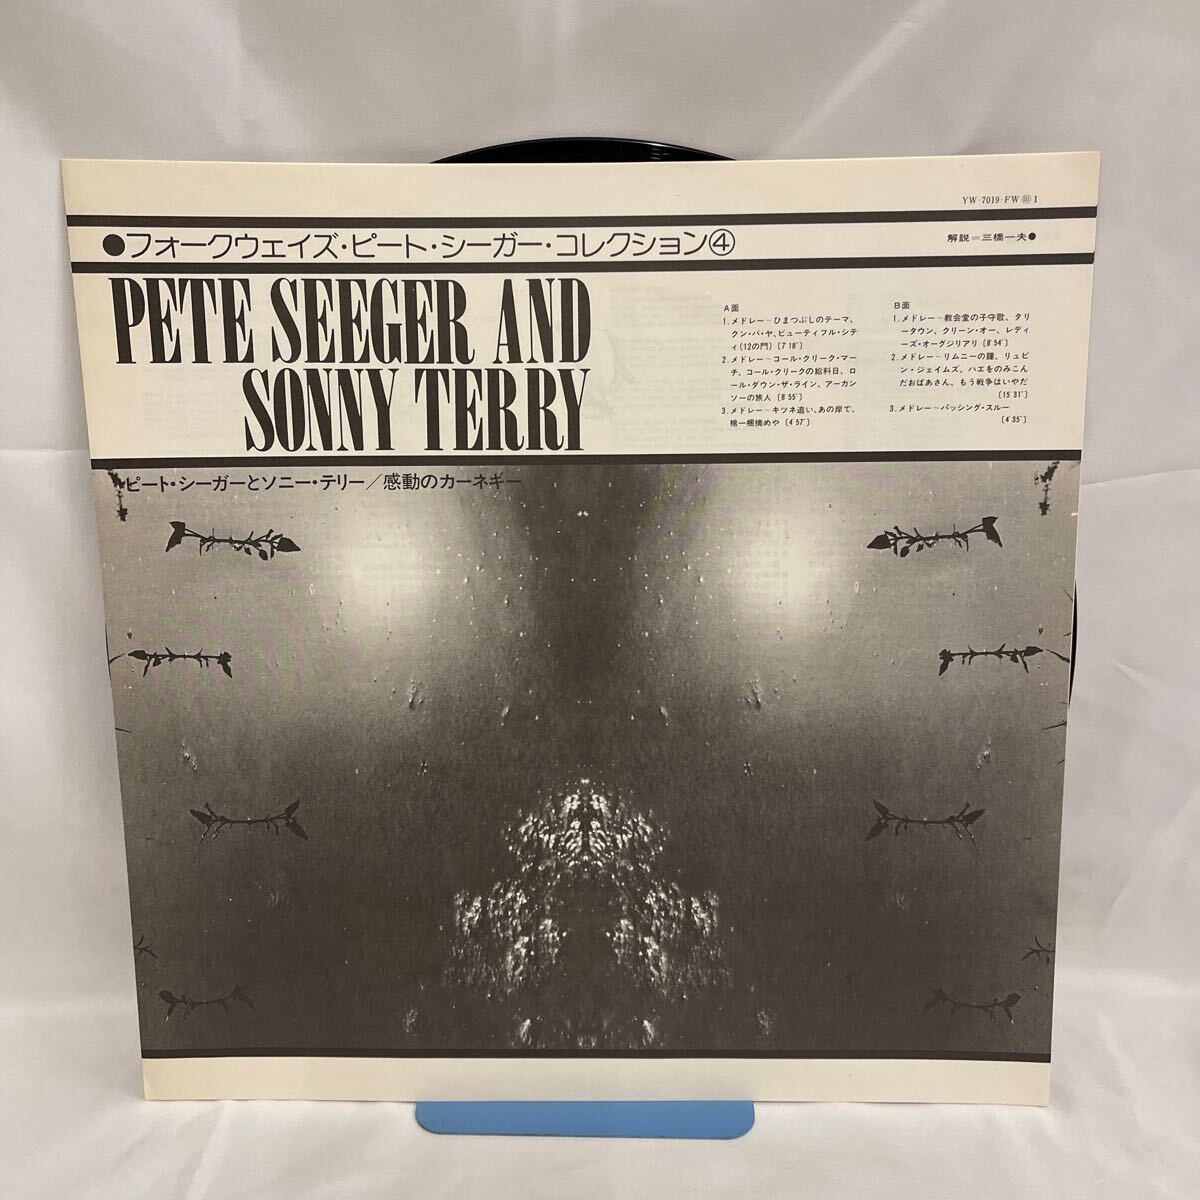 YW-7019-FW㊞1
●フォークウェイズ・ピート・シーガー・コレクション④
解説＝三橋一夫●
PETE SEEGER AND
SONNY TERRY
A面
1.メドレー~ひまつぶしのテーマ、
クン・バ・ヤ、ビューティフル・シテ
ィ(12の門)〔7′18″〕
2.メドレー~コール・クリーク・マー
チ、コール・クリークの給料日、ロ
ール・ダウン・ザ・ライン、アーカン
ソーの旅人〔8′55″〕
3.メドレー~キツネ追い、あの岸で、
棉一梱摘めや〔4′57″〕
B面
1.メドレー~教会堂の子守歌、タリ
ータウン、クリーン・オー、レディ
ーズ・オーグジリアリ〔8′54″〕
2.メドレー~リムニーの鐘、リュビ
ン・ジェイムズ、ハエをのみこん
だおばあさん、もう戦争はいやだ
〔15′31″〕
3.メドレー~パッシング・スルー
〔4′35″〕
ピート・シーガーとソニー・テリー／感動のカーネギー